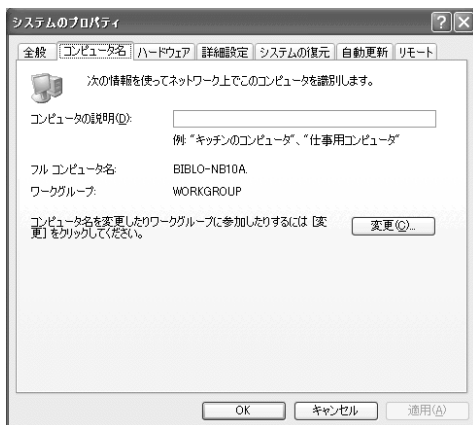 システムのプロパティ
全般 コンピュータ名 ハードウェア 詳細設定 システムの復元 自動更新 リモート
次の情報を使ってネットワーク上でこのコンピュータを識別します。
コンピュータの説明(D):
例: "キッチンのコンピュータ"、"仕事用コンピュータ"
フル コンピュータ名: BIBLO-NB10A.
ワークグループ: WORKGROUP
コンピュータ名を変更したりワークグループに参加したりするには [変
更] をクリックしてください。
変更(C)...
OK キャンセル 適用(A)